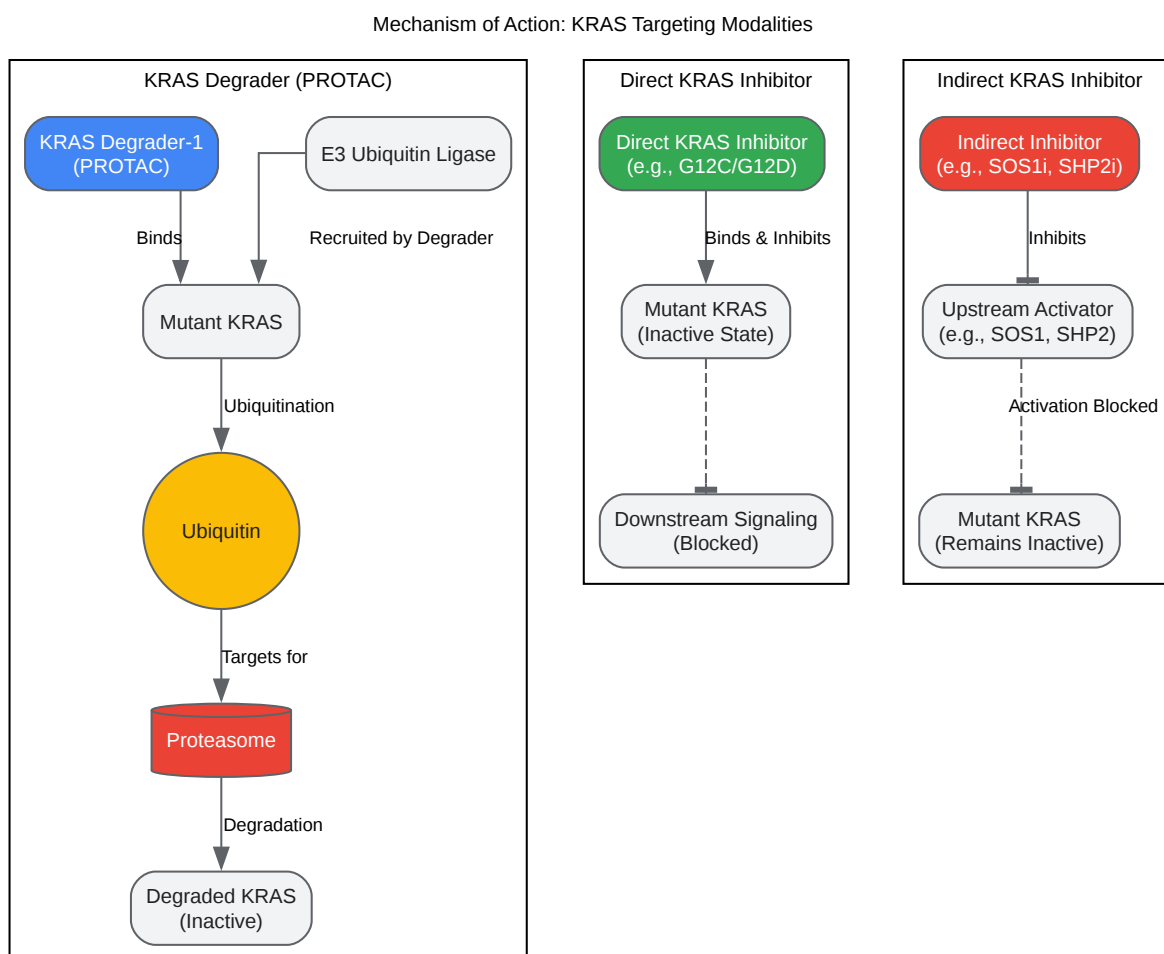 Mechanism of Action: KRAS Targeting Modalities
KRAS Degrader (PROTAC)
KRAS Degrader-1
(PROTAC)
E3 Ubiquitin Ligase
Binds
Recruited by Degrader
Mutant KRAS
Ubiquitination
Ubiquitin
Targets for
Proteasome
Degradation
Degraded KRAS
(Inactive)
Direct KRAS Inhibitor
Direct KRAS Inhibitor
(e.g., G12C/G12D)
Binds & Inhibits
Mutant KRAS
(Inactive State)
Downstream Signaling
(Blocked)
Indirect KRAS Inhibitor
Indirect Inhibitor
(e.g., SOS1i, SHP2i)
Inhibits
Upstream Activator
(e.g., SOS1, SHP2)
Activation Blocked
Mutant KRAS
(Remains Inactive)